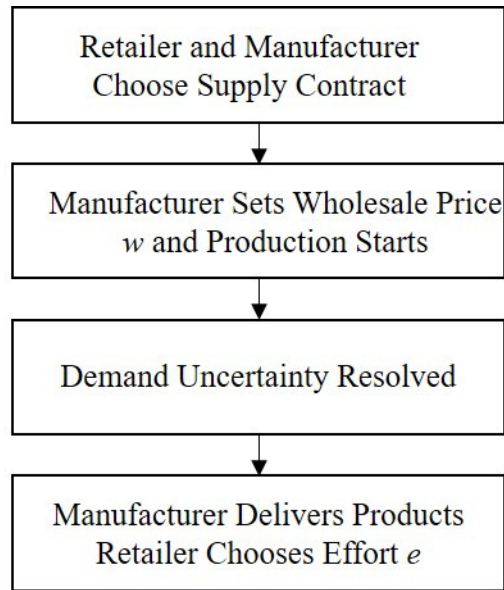 Retailer and Manufacturer
Choose Supply Contract
Manufacturer Sets Wholesale Price
w and Production Starts
Demand Uncertainty Resolved
Manufacturer Delivers Products
Retailer Chooses Effort e